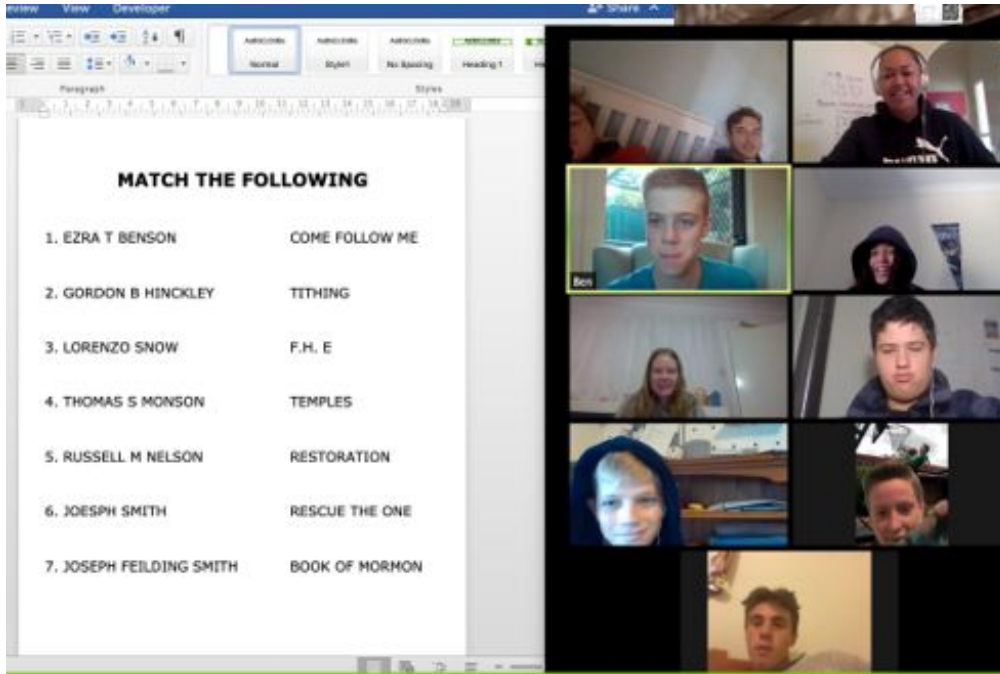 eview View Developer
Share
Normal Style1 No Spacing Heading 1
Paragraph Styles
MATCH THE FOLLOWING
1. EZRA T BENSON COME FOLLOW ME
2. GORDON B HINCKLEY TITHING
3. LORENZO SNOW F.H. E
4. THOMAS S MONSON TEMPLES
5. RUSSELL M NELSON RESTORATION
6. JOESPH SMITH RESCUE THE ONE
7. JOSEPH FEILDING SMITH BOOK OF MORMON
Ben